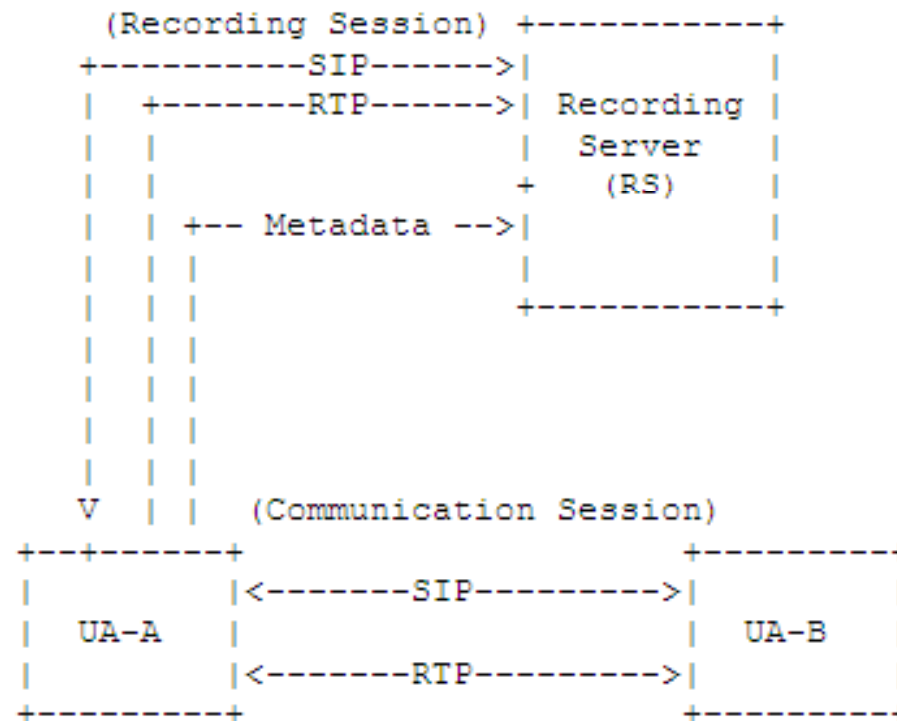 (Recording Session) +-----------+
+----------SIP------>| |
| +-------RTP------>| Recording |
| | | Server |
| | + (RS) |
| | +-- Metadata -->| |
| | | | |
| | | +-----------+
| | |
| | |
| | |
| | |
V | | (Communication Session)
+--+------+ +----------
| |<-------SIP--------->| |
| UA-A | | UA-B |
| |<-------RTP--------->| |
+---------+ +----------